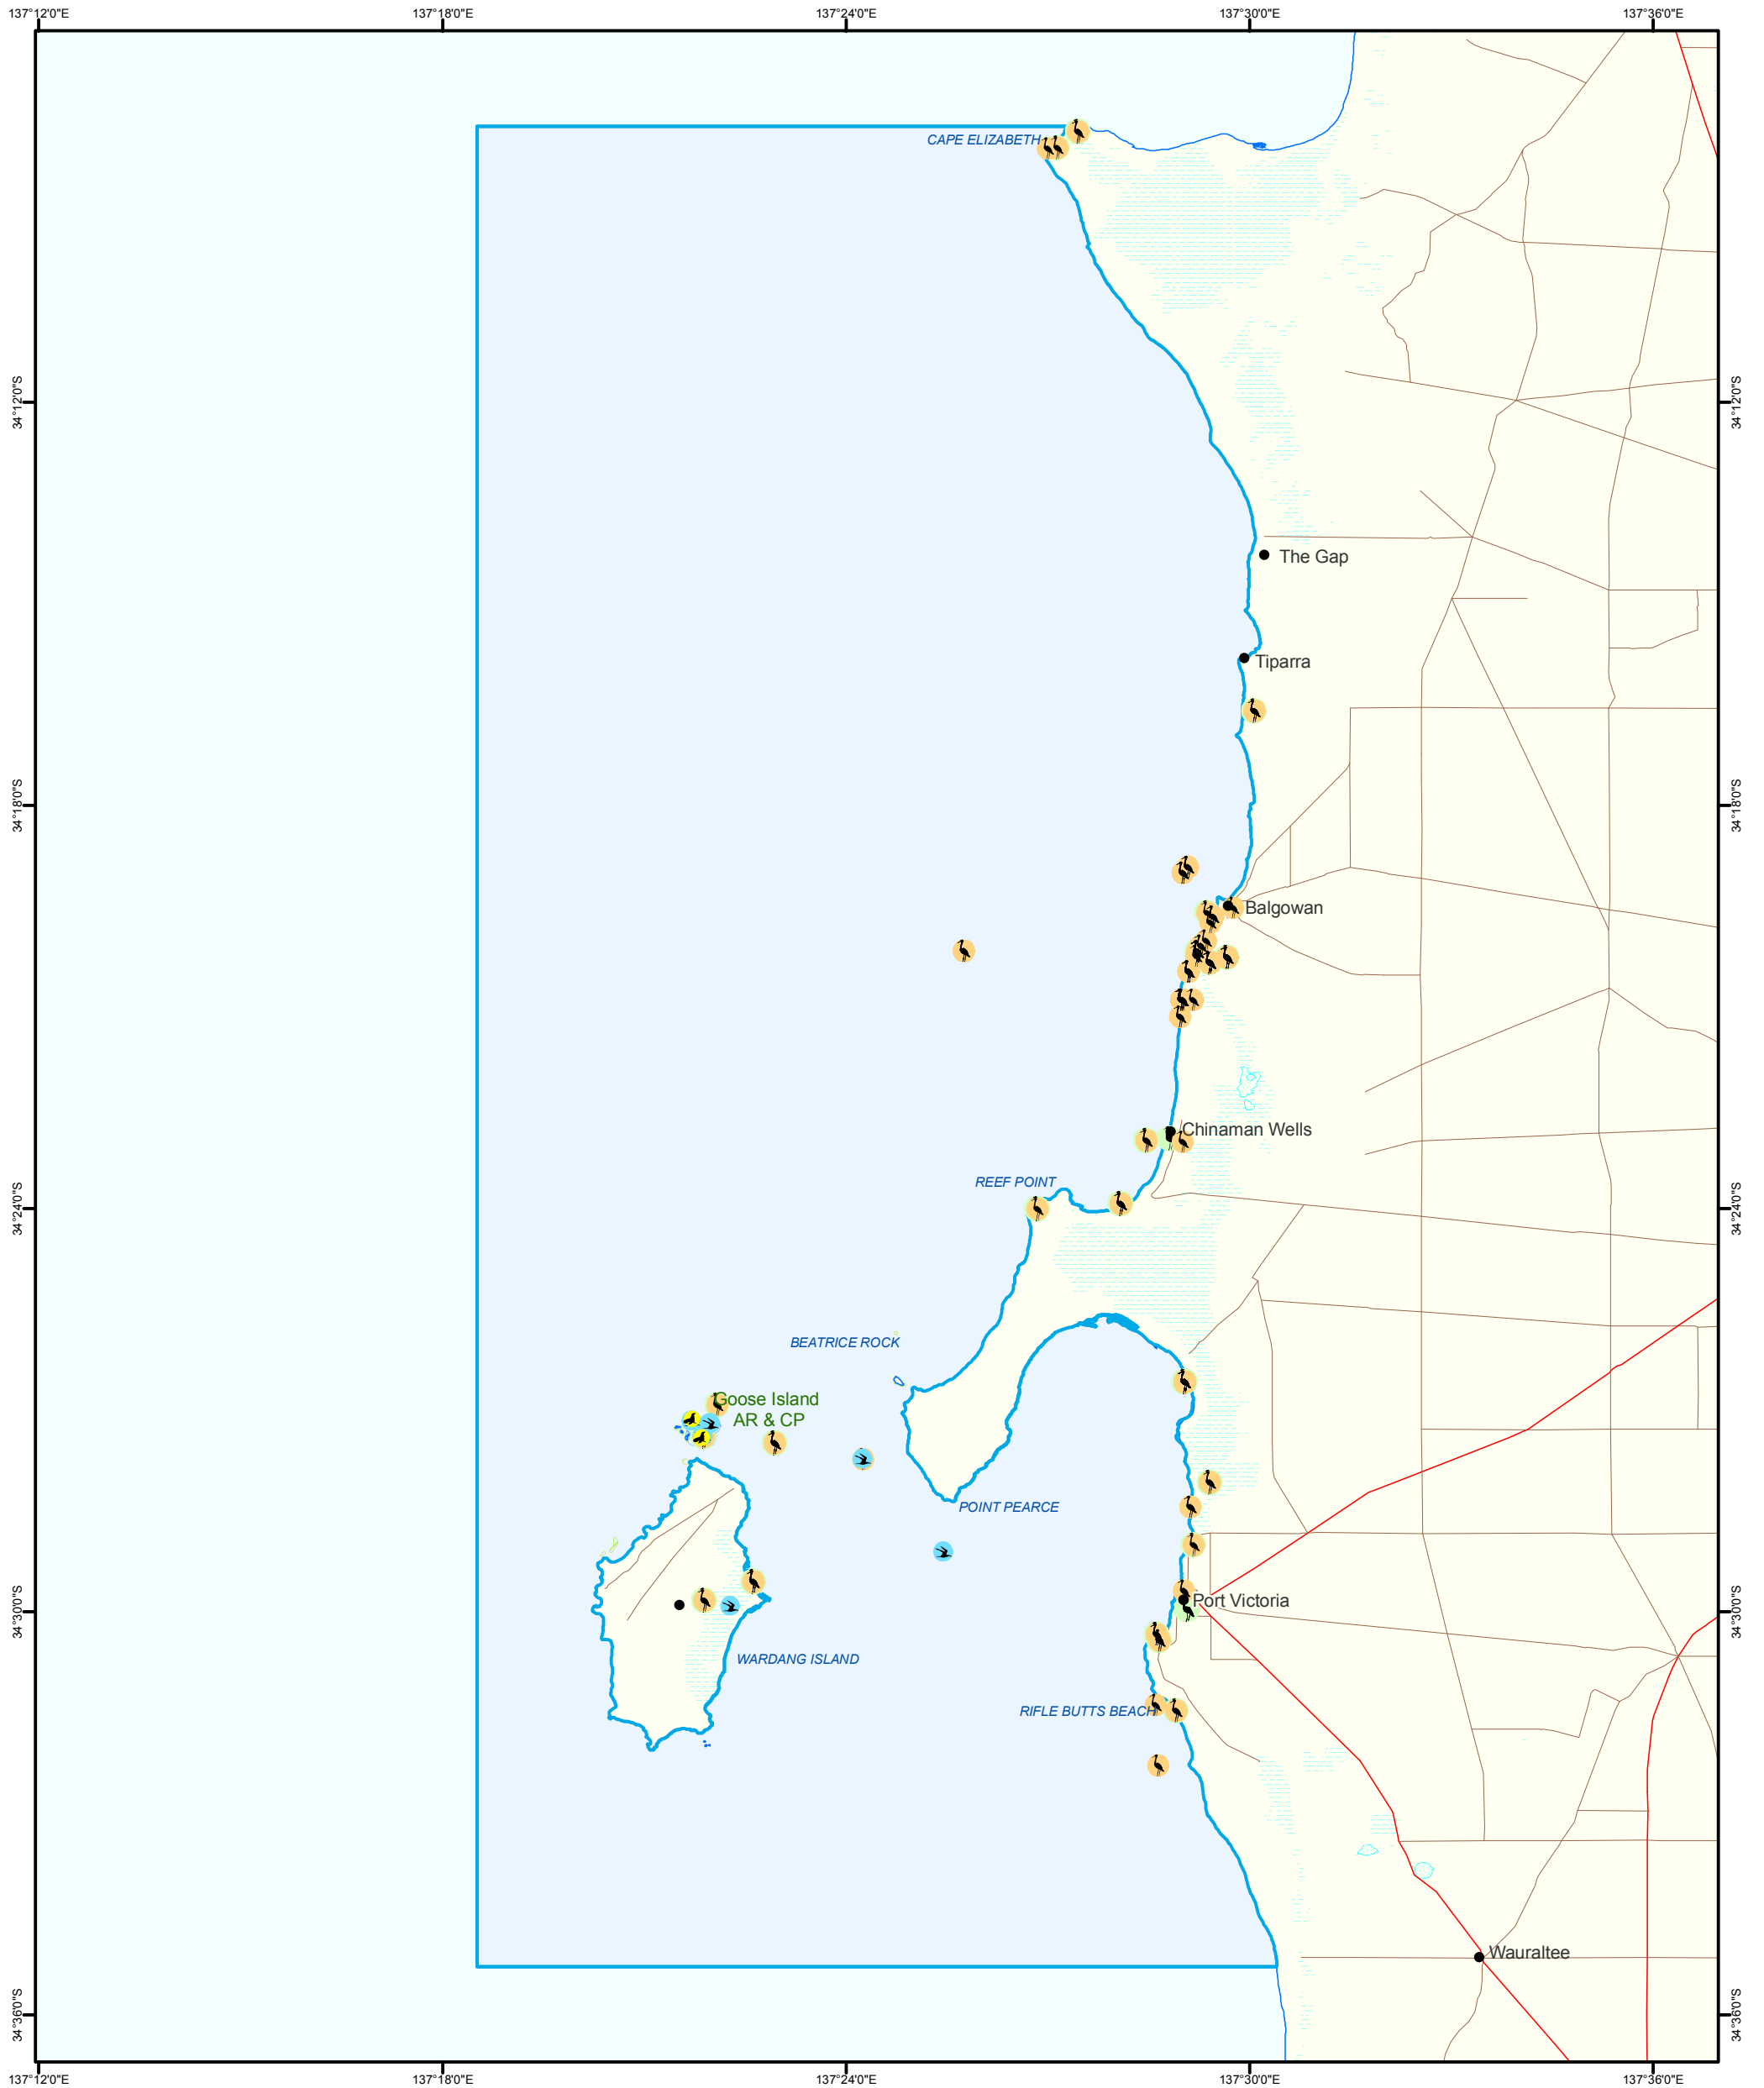 137°12'0"E
137°18'0"E
137°24'0"E
137°30'0"E
137°36'0"E
CAPE ELIZABETH
34°12'0"S
34°12'0"S
The Gap
Tiparra
34°18'0"S
34°18'0"S
Balgowan
Chinaman Wells
REEF POINT
34°24'0"S
34°24'0"S
BEATRICE ROCK
Goose Island
AR & CP
POINT PEARCE
34°30'0"S
Port Victoria
34°30'0"S
WARDANG ISLAND
RIFLE BUTTS BEACH
Wauraltee
34°36'0"S
34°36'0"S
137°12'0"E
137°18'0"E
137°24'0"E
137°30'0"E
137°36'0"E